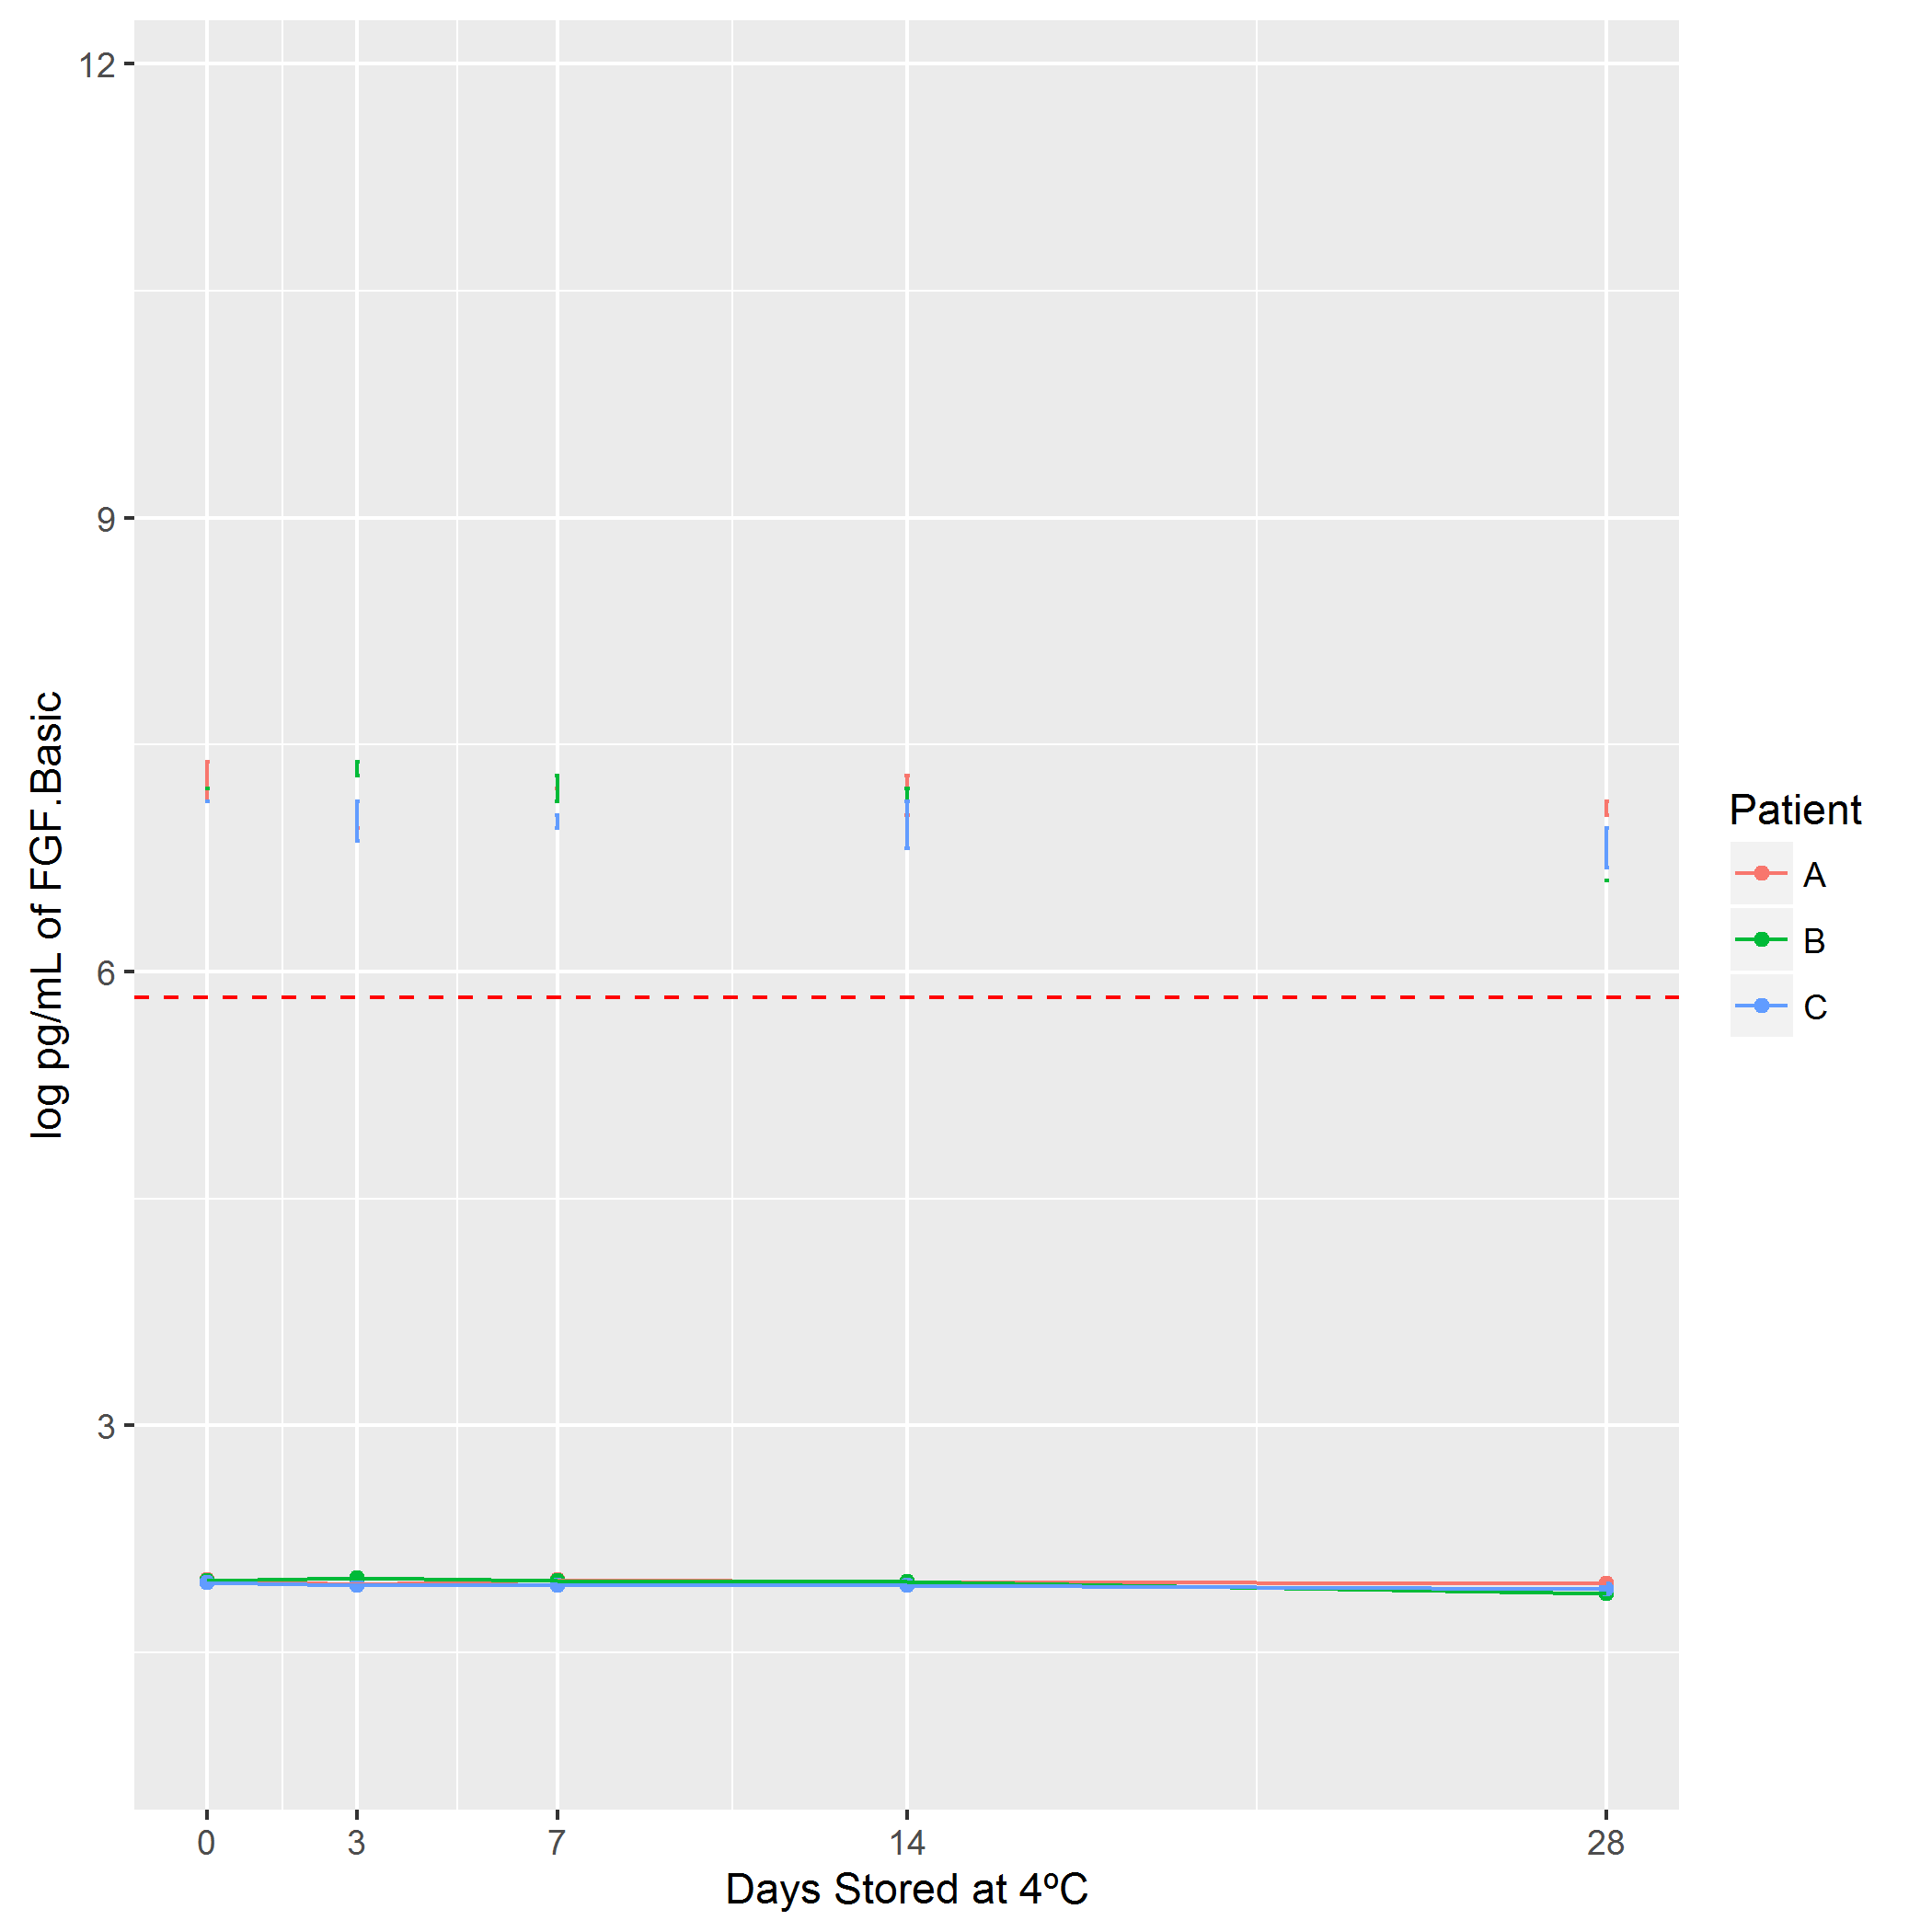 12
9
6
3
log pg/mL of FGF.Basic
0 3 7 14 28
Days Stored at 4ºC
Patient
A
B
C